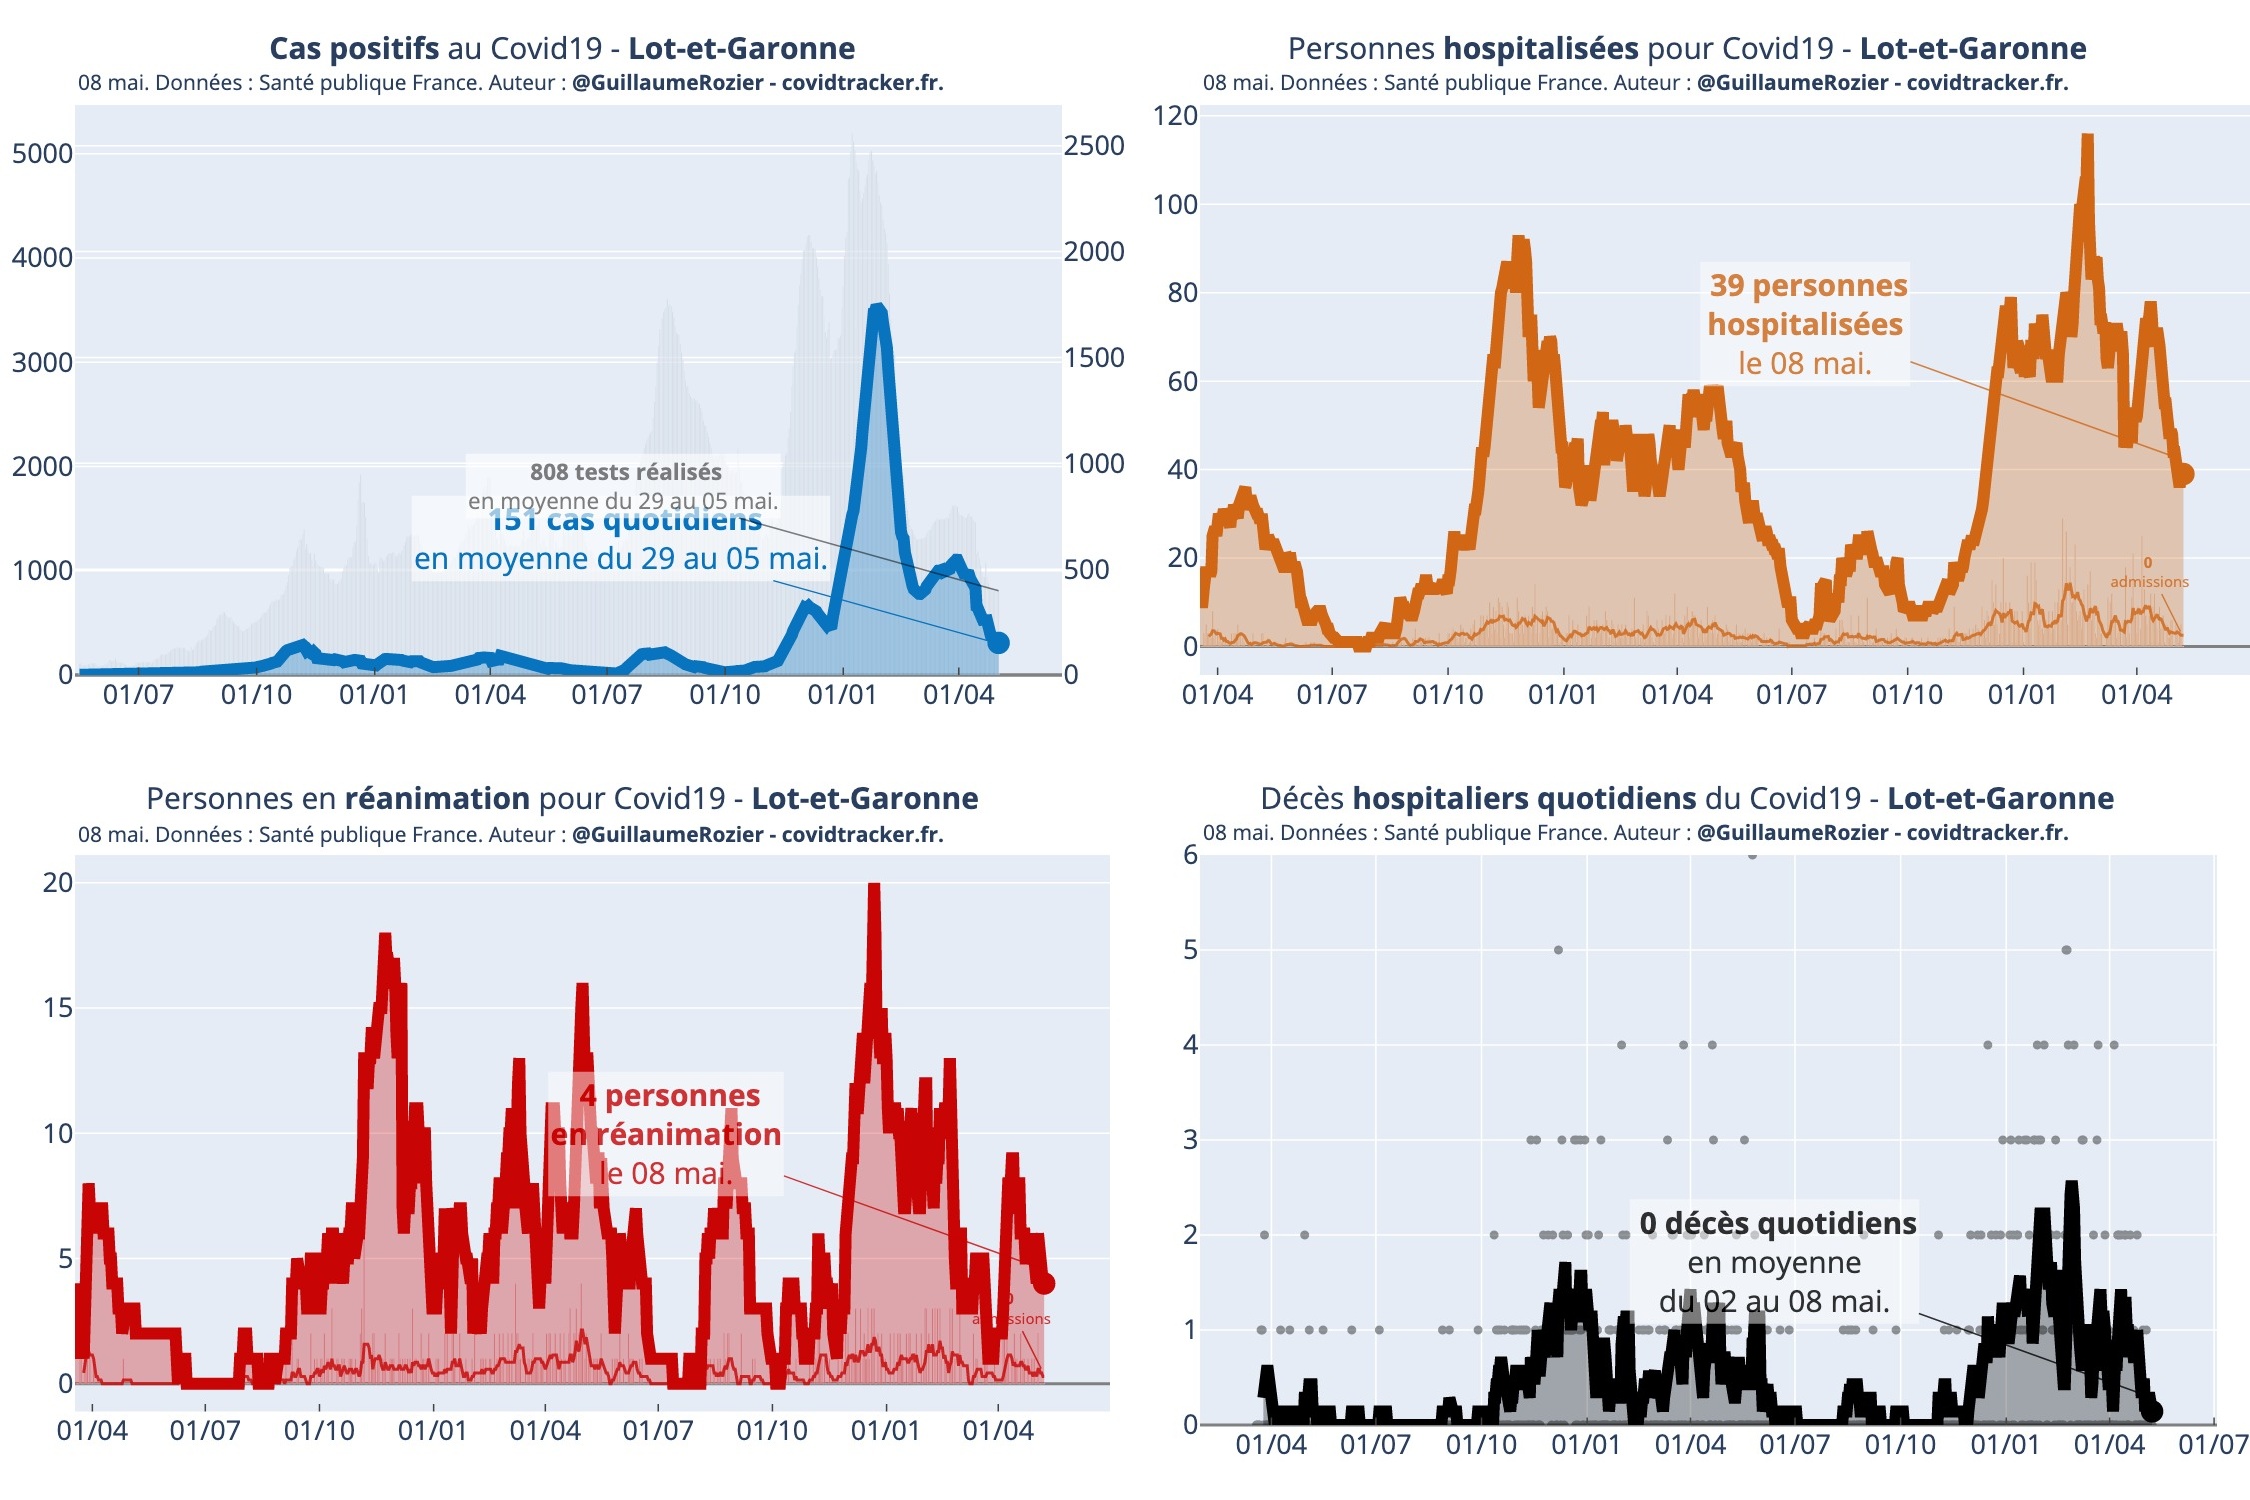 Cas positifs au Covid19 - Lot-et-Garonne
08 mai. Données : Santé publique France. Auteur : @GuillaumeRozier - covidtracker.fr.
5000
4000
3000
2000
1000
0
2500
2000
1500
1000
500
0
808 tests réalisés
en moyenne du 29 au 05 mai.
151 cas quotidiens
en moyenne du 29 au 05 mai.
01/07 01/10 01/01 01/04 01/07 01/10 01/01 01/04
Personnes hospitalisées pour Covid19 - Lot-et-Garonne
08 mai. Données : Santé publique France. Auteur : @GuillaumeRozier - covidtracker.fr.
120
100
80
60
40
20
0
39 personnes
hospitalisées
le 08 mai.
0
admissions
01/04 01/07 01/10 01/01 01/04 01/07 01/10 01/01 01/04
Personnes en réanimation pour Covid19 - Lot-et-Garonne
08 mai. Données : Santé publique France. Auteur : @GuillaumeRozier - covidtracker.fr.
20
15
10
5
0
4 personnes
en réanimation
le 08 mai.
0
admissions
01/04 01/07 01/10 01/01 01/04 01/07 01/10 01/01 01/04
Décès hospitaliers quotidiens du Covid19 - Lot-et-Garonne
08 mai. Données : Santé publique France. Auteur : @GuillaumeRozier - covidtracker.fr.
6
5
4
3
2
1
0
0 décès quotidiens
en moyenne
du 02 au 08 mai.
01/04 01/07 01/10 01/01 01/04 01/07 01/10 01/01 01/04 01/07